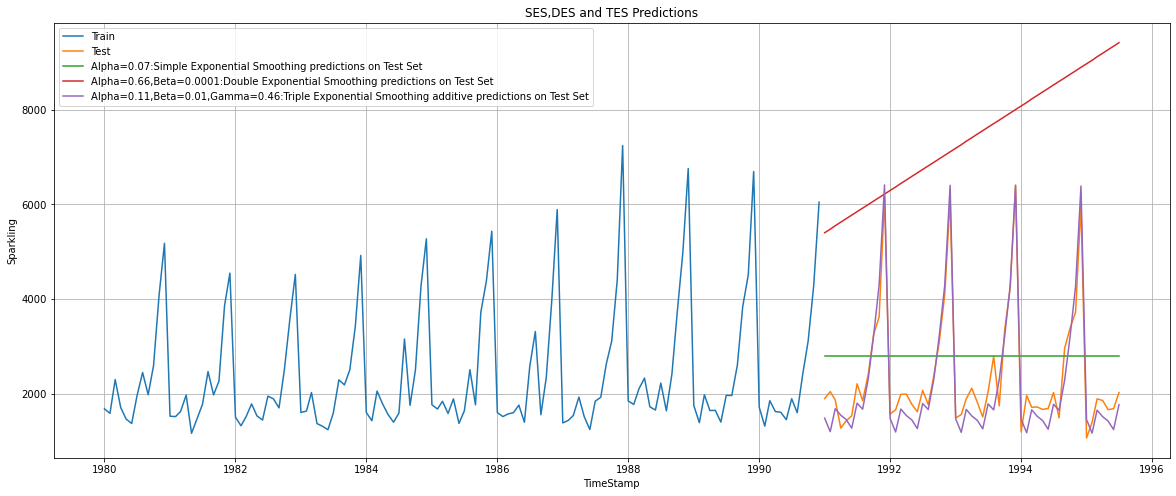 SES,DES and TES Predictions
Train
Test
Alpha=0.07:Simple Exponential Smoothing predictions on Test Set
Alpha=0.66,Beta=0.0001:Double Exponential Smoothing predictions on Test Set
Alpha=0.11,Beta=0.01,Gamma=0.46:Triple Exponential Smoothing additive predictions on Test Set
8000
6000
4000
2000
Sparkling
1980 1982 1984 1986 1988 1990 1992 1994 1996
TimeStamp